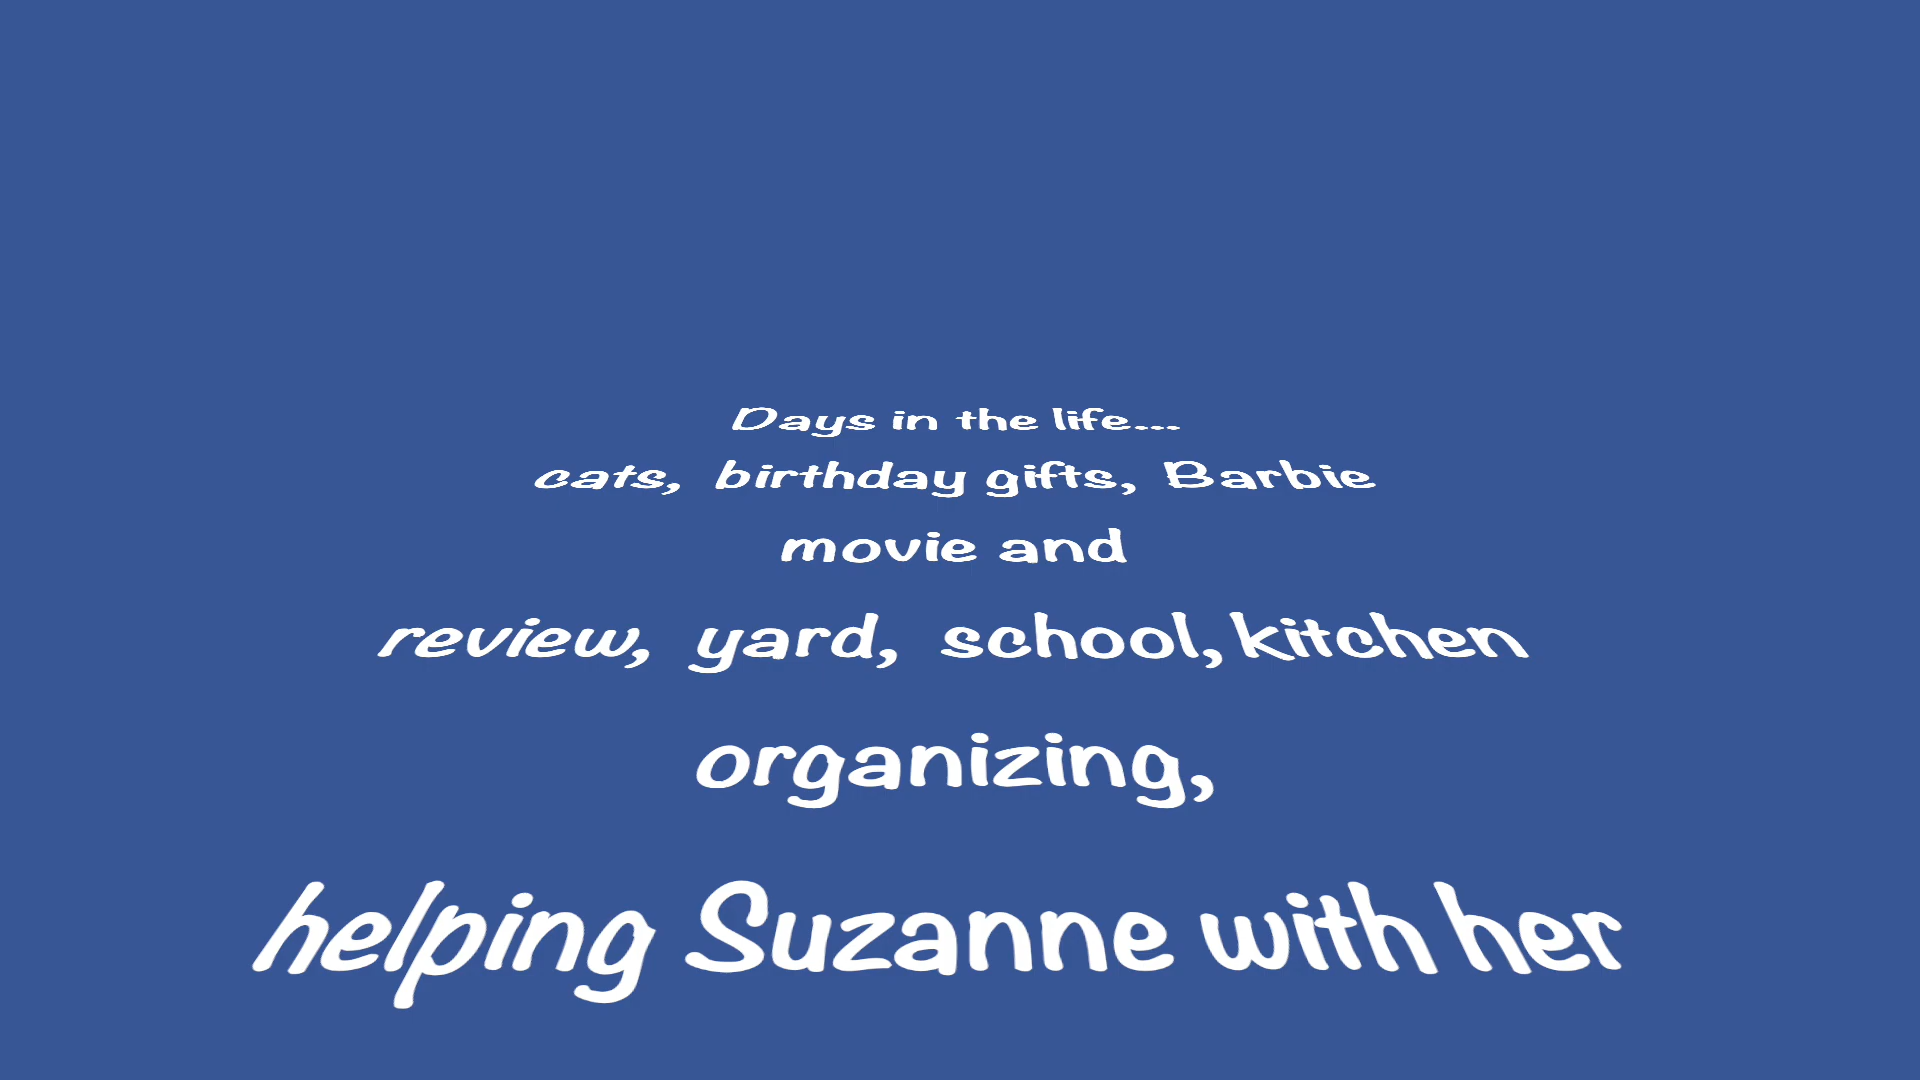 Days in the life...
cats, birthday gifts, Barbie
movie and
review, yard, school, kitchen
organizing,
helping Suzanne with her